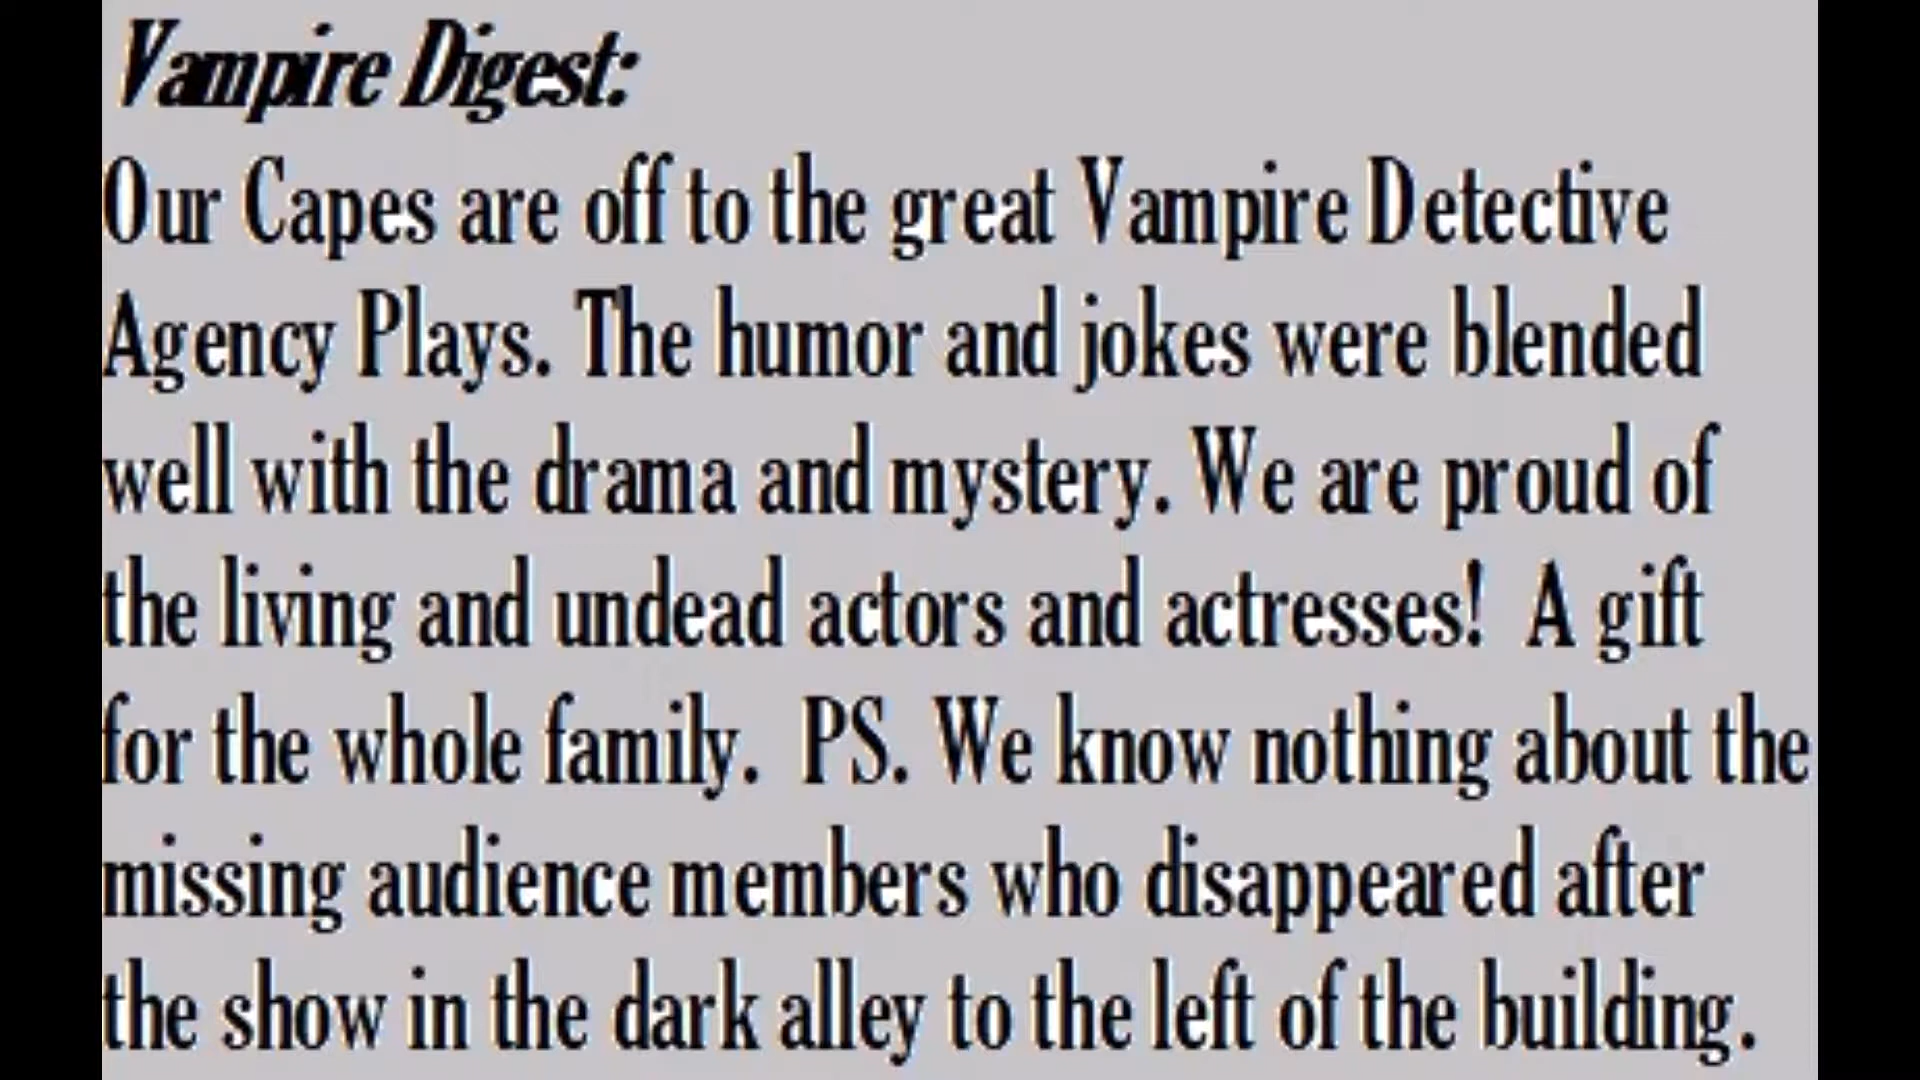 Vampire Digest:
Our Capes are off to the great Vampire Detective
Agency Plays. The humor and jokes were blended
well with the drama and mystery. We are proud of
the living and undead actors and actresses!  A gift
for the whole family.  PS. We know nothing about the
missing audience members who disappeared after
the show in the dark alley to the left of the building.